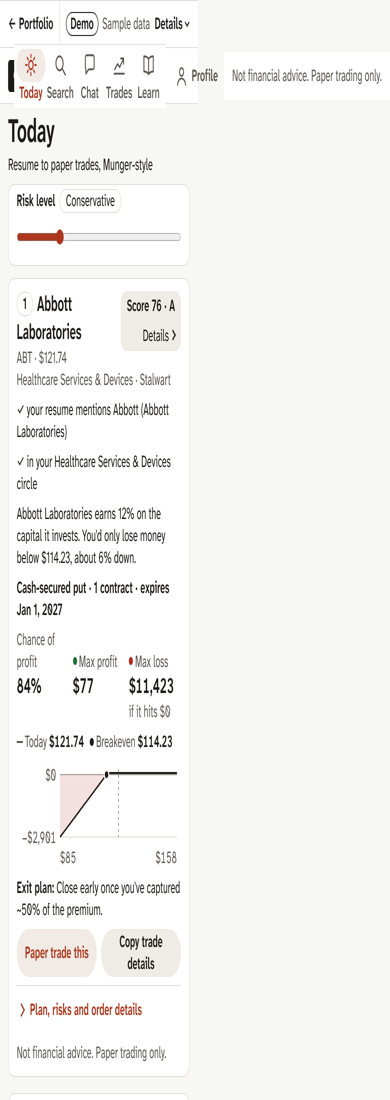 ← Portfolio Demo Sample data Details
Today Search Chat Trades Learn Profile Not financial advice. Paper trading only.
Today
Resume to paper trades, Munger-style
Risk level Conservative
1 Abbott Laboratories
Score 76 · A
Details ›
ABT · $121.74
Healthcare Services & Devices · Stalwart
✓ your resume mentions Abbott (Abbott
Laboratories)
✓ in your Healthcare Services & Devices
circle
Abbott Laboratories earns 12% on the
capital it invests. You'd only lose money
below $114.23, about 6% down.
Cash-secured put · 1 contract · expires
Jan 1, 2027
Chance of
profit Max profit Max loss
84% $77 $11,423
if it hits $0
Today $121.74 Breakeven $114.23
$0
−$2,901
$85 $158
Exit plan: Close early once you've captured
~50% of the premium.
Paper trade this
Copy trade
details
› Plan, risks and order details
Not financial advice. Paper trading only.